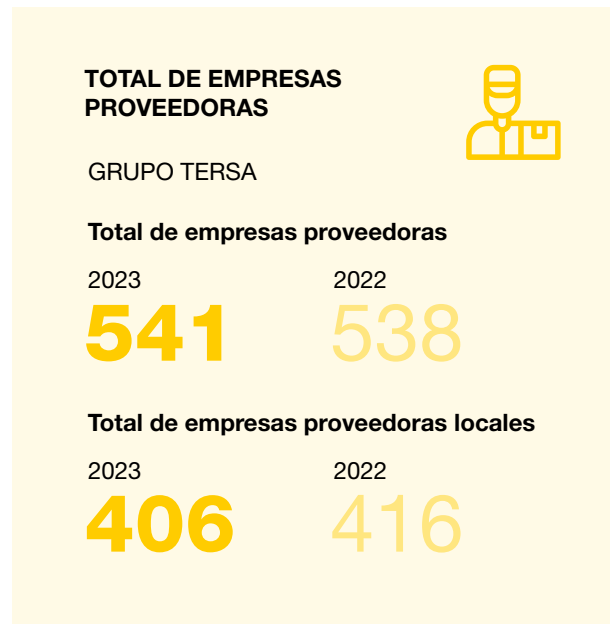 TOTAL DE EMPRESAS
PROVEEDORAS
GRUPO TERSA
Total de empresas proveedoras
2023 2022
541 538
Total de empresas proveedoras locales
2023 2022
406 416